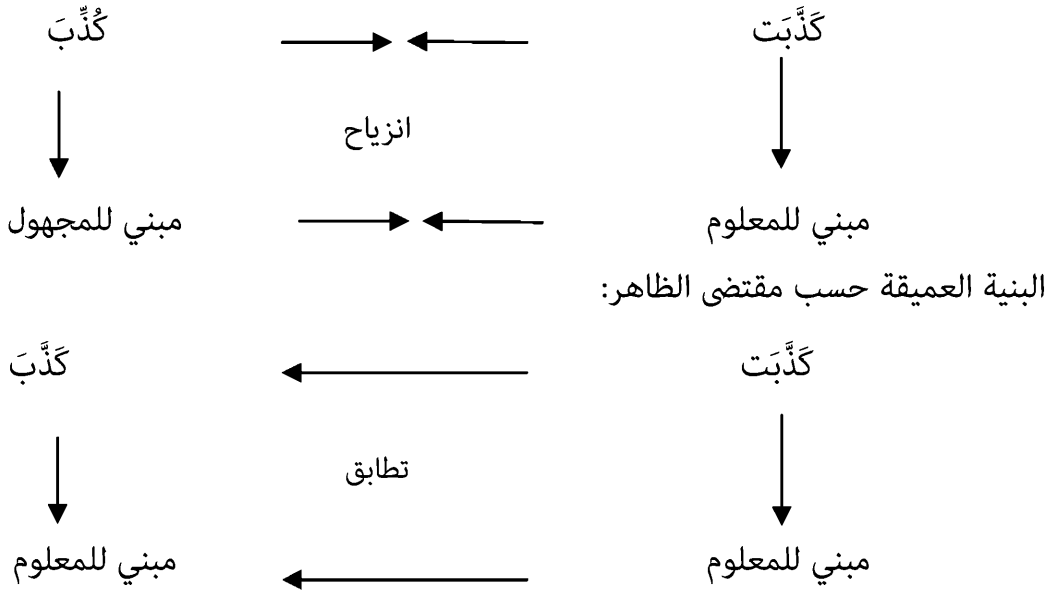 كَذَّبَت كُذِّبَ
انزياح
مبني للمعلوم مبني للمجهول
البنية العميقة حسب مقتضى الظاهر:
كَذَّبَت كَذَّبَ
تطابق
مبني للمعلوم مبني للمعلوم